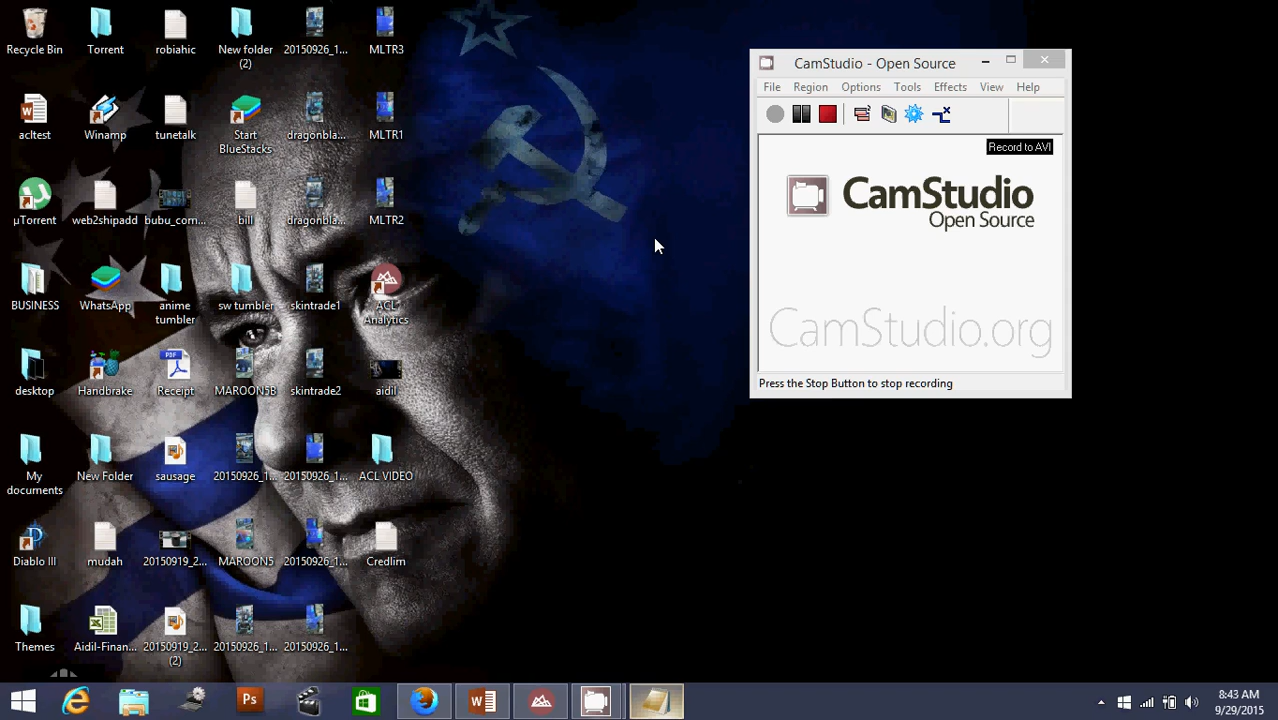 Recycle Bin
Torrent
robiahic
New folder
(2)
20150926_1...
MLTR3
acltest
Winamp
tunetalk
Start
BlueStacks
dragonbla...
MLTR1
µTorrent
web2shipadd
bubu_com...
bill
dragonbla...
MLTR2
BUSINESS
WhatsApp
anime
tumbler
sw tumbler
skintrade1
ACL
Analytics
desktop
Handbrake
PDF
Receipt
MAROON5B
skintrade2
aidil
My
documents
New Folder
sausage
20150926_1...
20150926_1...
ACL VIDEO
Diablo III
mudah
20150919_2...
MAROON5
20150926_1...
Credlim
Themes
Aidil-Finan...
20150919_2...
(2)
20150926_1...
20150926_1...
CamStudio - Open Source
File Region Options Tools Effects View Help
Record to AVI
CamStudio
Open Source
CamStudio.org
Press the Stop Button to stop recording
Ps
8:43 AM
9/29/2015